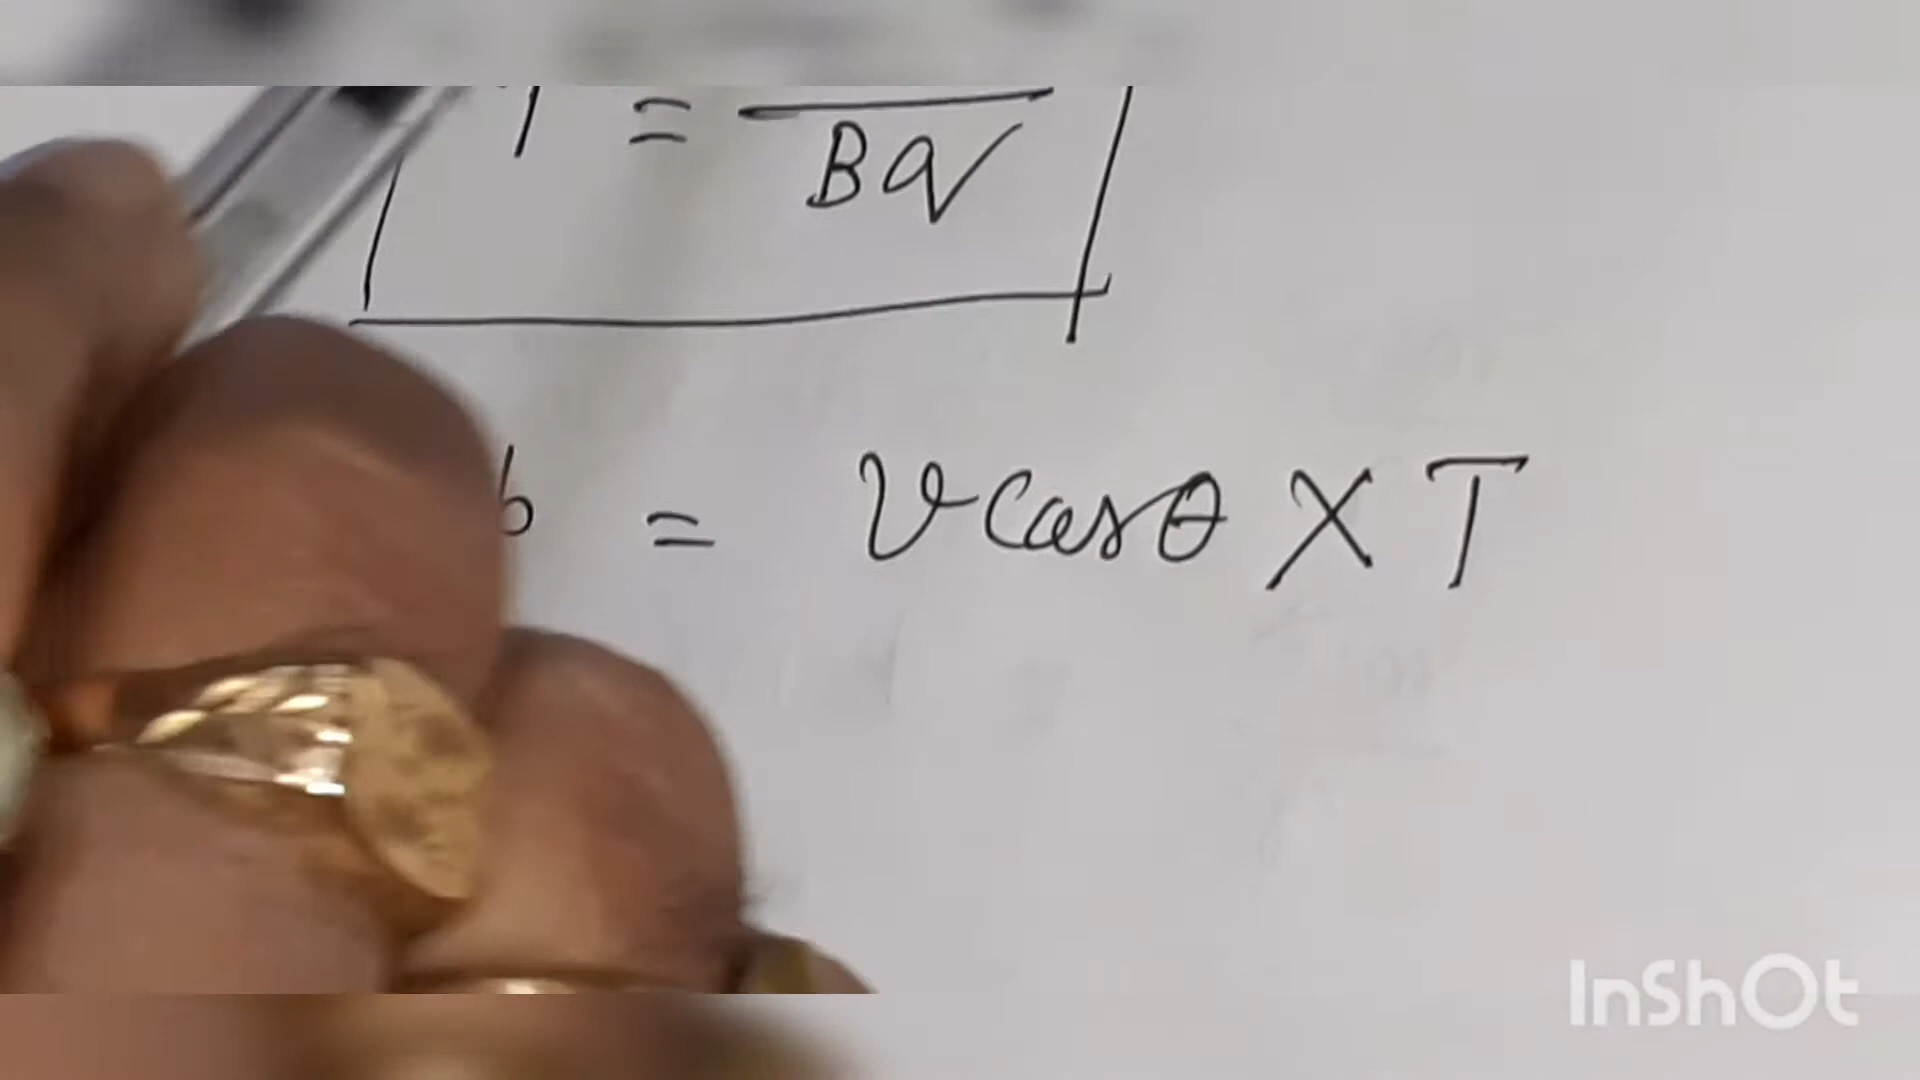 = Bq
= vcosθ × T
InShOt